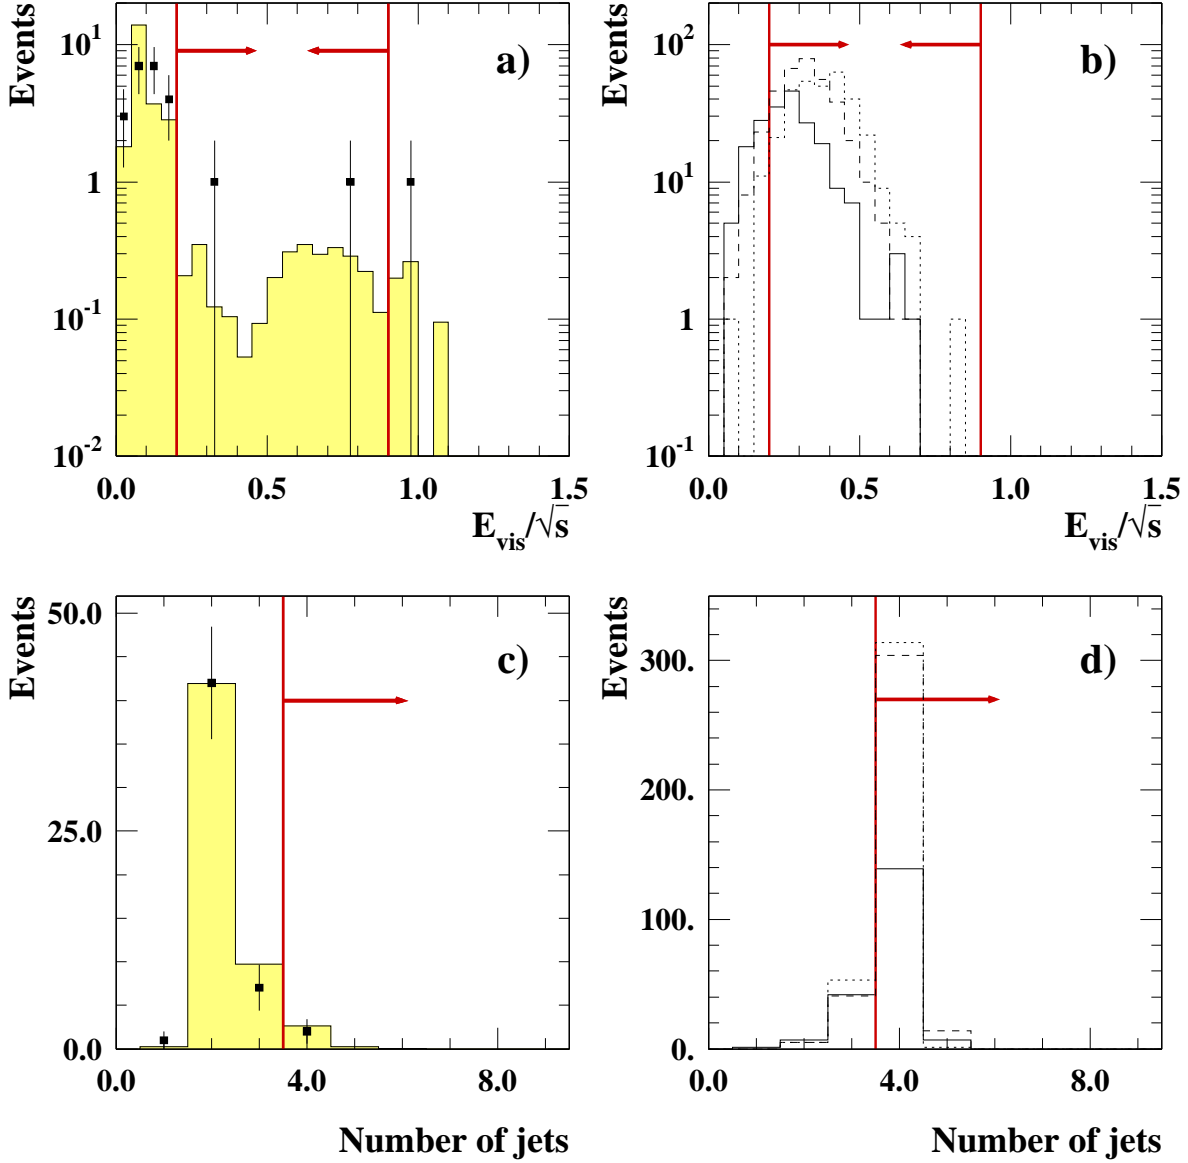 Events
10^1
1
10^-1
10^-2
a)
0.0 0.5 1.0 1.5
E_vis/√s
Events
10^2
10^1
1
10^-1
b)
0.0 0.5 1.0 1.5
E_vis/√s
Events
50.0
25.0
0.0
c)
0.0 4.0 8.0
Number of jets
Events
300.
200.
100.
0.
d)
0.0 4.0 8.0
Number of jets